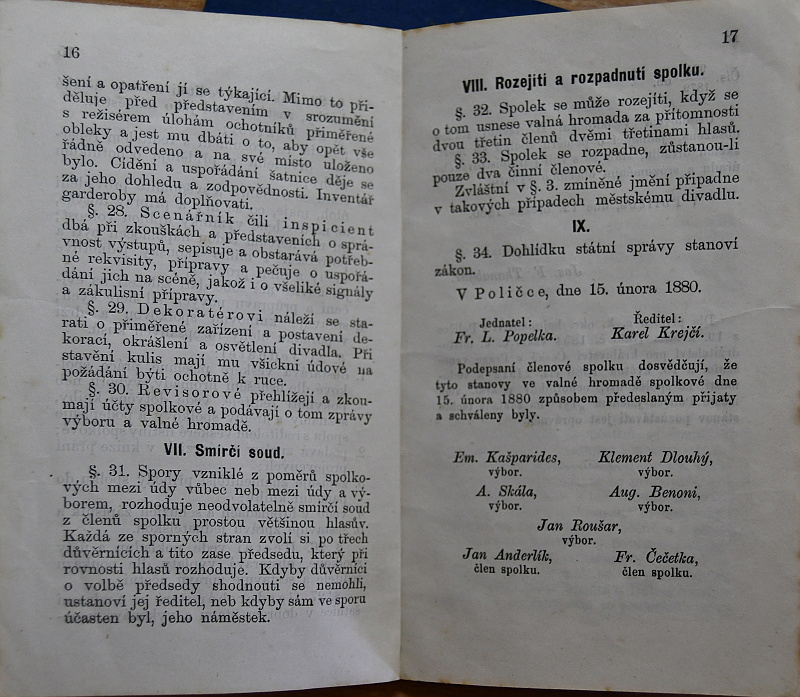 16
šení a opatření jí se týkající. Mimo to při-
děluje před představením v srozumění
s režisérem úlohám ochotníků přiměřené
obleky a jest mu dbáti o to, aby opět vše
řádně odvedeno a na své místo uloženo
bylo. Cídění a uspořádání šatnice děje se
za jeho dohledu a zodpovědnosti. Inventář
garderoby má doplňovati.
§. 28. Scenářník čili inspicient
dbá při zkouškách a představeních o sprá-
vnost výstupů, sepisuje a obstarává potřeb-
né rekvisity, přípravy a pečuje o uspořá-
dání jich na scéně, jakož i o všeliké signály
a zákulisní přípravy.
§. 29. Dekoratérovi náleží se sta-
rati o přiměřené zařízení a postavení de-
korací, okrášlení a osvětlení divadla. Při
stavění kulis mají mu všickni údové na
požádání býti ochotně k ruce.
§. 30. Revisorové přehlížejí a zkou-
mají účty spolkové a podávají o tom zprávy
výboru a valné hromadě.
VII. Smírčí soud.
§. 31. Spory vzniklé z poměrů spolko-
vých mezi údy vůbec neb mezi údy a vý-
borem, rozhoduje neodvolatelně smírčí soud
z členů spolku prostou většinou hlasův.
Každá ze sporných stran zvolí si po třech
důvěrnících a tito zase předsedu, který při
rovnosti hlasů rozhoduje. Kdyby důvěrníci
o volbě předsedy shodnouti se nemohli,
ustanoví jej ředitel, neb kdyby sám ve sporu
účasten byl, jeho náměstek.
17
VIII. Rozejití a rozpadnutí spolku.
§. 32. Spolek se může rozejíti, když se
o tom usnese valná hromada za přítomnosti
dvou třetin členů dvěmi třetinami hlasů.
§. 33. Spolek se rozpadne, zůstanou-li
pouze dva činní členové.
Zvláštní v §. 3. zmíněné jmění připadne
v takových případech městskému divadlu.
IX.
§. 34. Dohlídku státní správy stanoví
zákon.
V Poličce, dne 15. února 1880.
Jednatel: Ředitel:
Fr. L. Popelka. Karel Krejčí.
Podepsaní členové spolku dosvědčují, že
tyto stanovy ve valné hromadě spolkové dne
15. února 1880 způsobem předeslaným přijaty
a schváleny byly.
Em. Kašparides, Klement Dlouhý,
výbor. výbor.
A. Skála, Aug. Benoni,
výbor. výbor.
Jan Roušar,
výbor.
Jan Anderlík, Fr. Čečetka,
člen spolku. člen spolku.